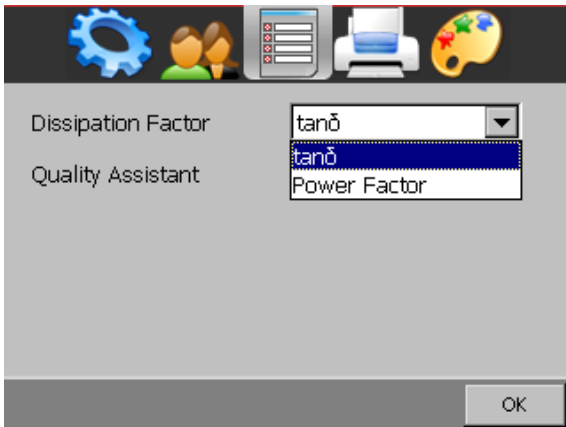 Dissipation Factor tanδ
tanδ
Quality Assistant
Power Factor
OK